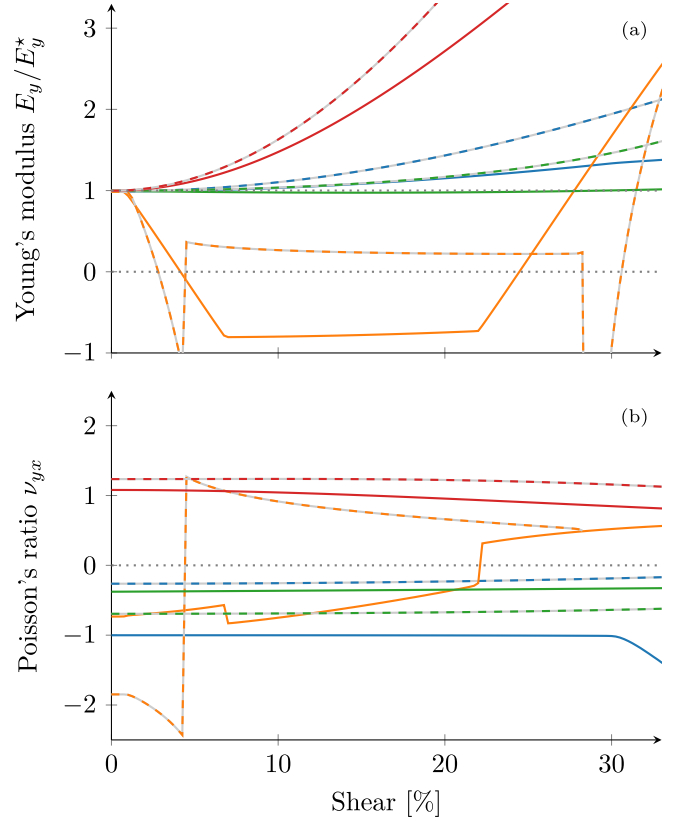 (a)
3
2
1
0
−1
Young's modulus E_y/E_y^⋆
(b)
2
1
0
−1
−2
Poisson's ratio ν_yx
0 10 20 30
Shear [%]